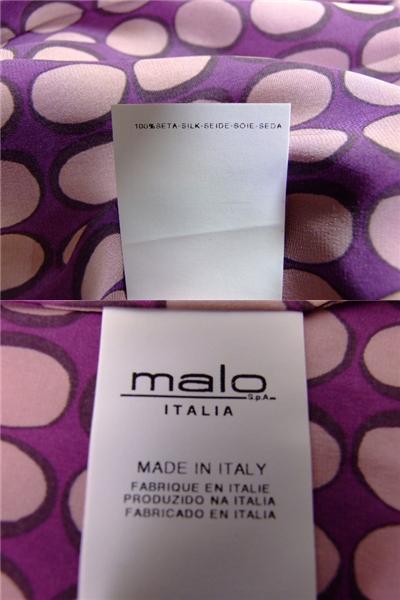 100%SETA-SILK-SEIDE-SOIE-SEDA
malo
S.p.A.
ITALIA
MADE IN ITALY
FABRIQUE EN ITALIE
PRODUZIDO NA ITALIA
FABRICADO EN ITALIA